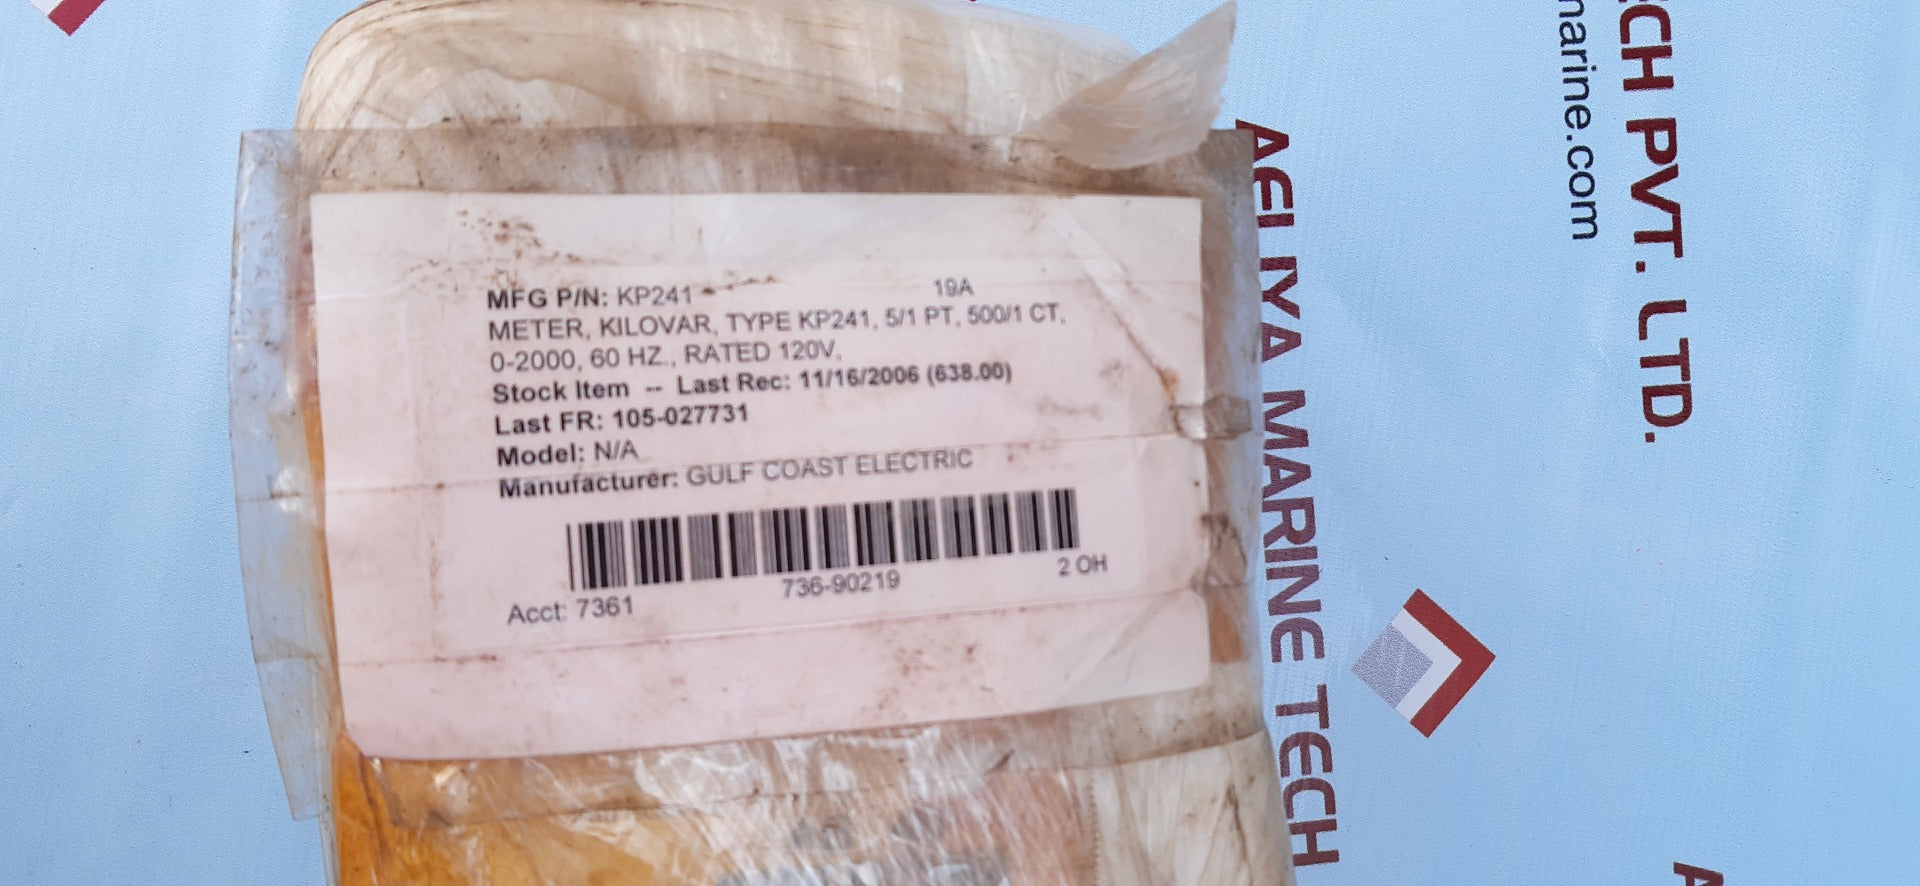 MFG P/N: KP241 19A
METER, KILOVAR, TYPE KP241, 5/1 PT, 500/1 CT,
0-2000, 60 HZ., RATED 120V,
Stock Item -- Last Rec: 11/16/2006 (638.00)
Last FR: 105-027731
Model: N/A
Manufacturer: GULF COAST ELECTRIC
736-90219
2 OH
Acct: 7361
AELIYA MARINE TECH
ECH PVT. LTD.
marine.com
A